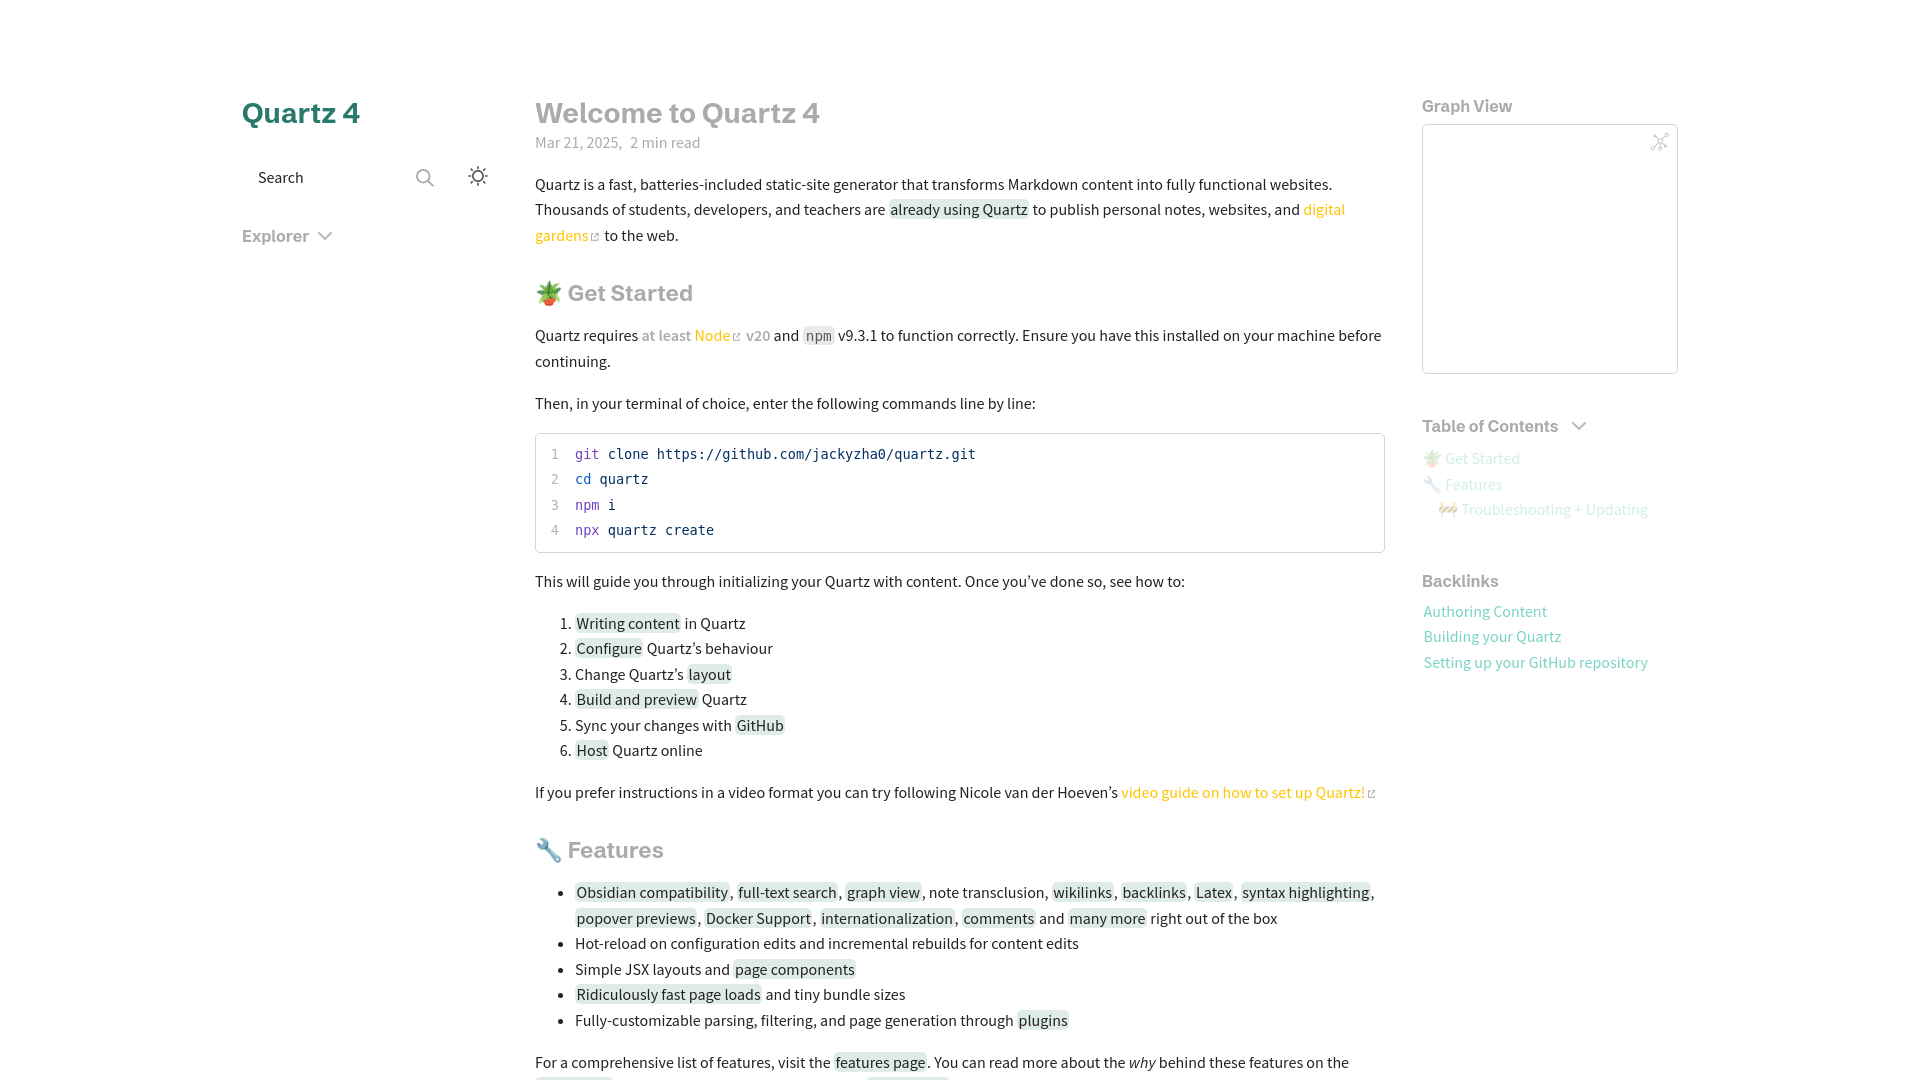 Quartz 4
Search
Explorer
Welcome to Quartz 4
Mar 21, 2025, 2 min read
Quartz is a fast, batteries-included static-site generator that transforms Markdown content into fully functional websites.
Thousands of students, developers, and teachers are already using Quartz to publish personal notes, websites, and digital
gardens to the web.
🪴 Get Started
Quartz requires at least Node v20 and npm v9.3.1 to function correctly. Ensure you have this installed on your machine before
continuing.
Then, in your terminal of choice, enter the following commands line by line:
1 git clone https://github.com/jackyzha0/quartz.git
2 cd quartz
3 npm i
4 npx quartz create
This will guide you through initializing your Quartz with content. Once you’ve done so, see how to:
1. Writing content in Quartz
2. Configure Quartz’s behaviour
3. Change Quartz’s layout
4. Build and preview Quartz
5. Sync your changes with GitHub
6. Host Quartz online
If you prefer instructions in a video format you can try following Nicole van der Hoeven’s video guide on how to set up Quartz!
🔧 Features
• Obsidian compatibility, full-text search, graph view, note transclusion, wikilinks, backlinks, Latex, syntax highlighting,
popover previews, Docker Support, internationalization, comments and many more right out of the box
• Hot-reload on configuration edits and incremental rebuilds for content edits
• Simple JSX layouts and page components
• Ridiculously fast page loads and tiny bundle sizes
• Fully-customizable parsing, filtering, and page generation through plugins
For a comprehensive list of features, visit the features page. You can read more about the why behind these features on the
Graph View
Table of Contents
🪴 Get Started
🔧 Features
🚧 Troubleshooting + Updating
Backlinks
Authoring Content
Building your Quartz
Setting up your GitHub repository